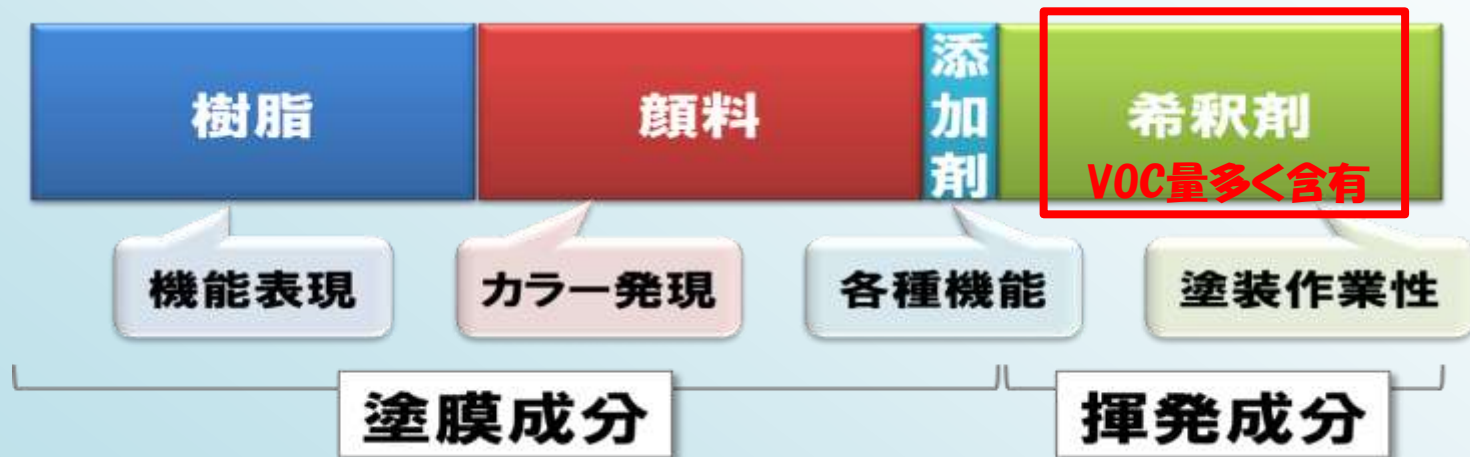 樹脂
顔料
添加剤
希釈剤
VOC量多く含有
機能表現
カラー発現
各種機能
塗装作業性
塗膜成分
揮発成分